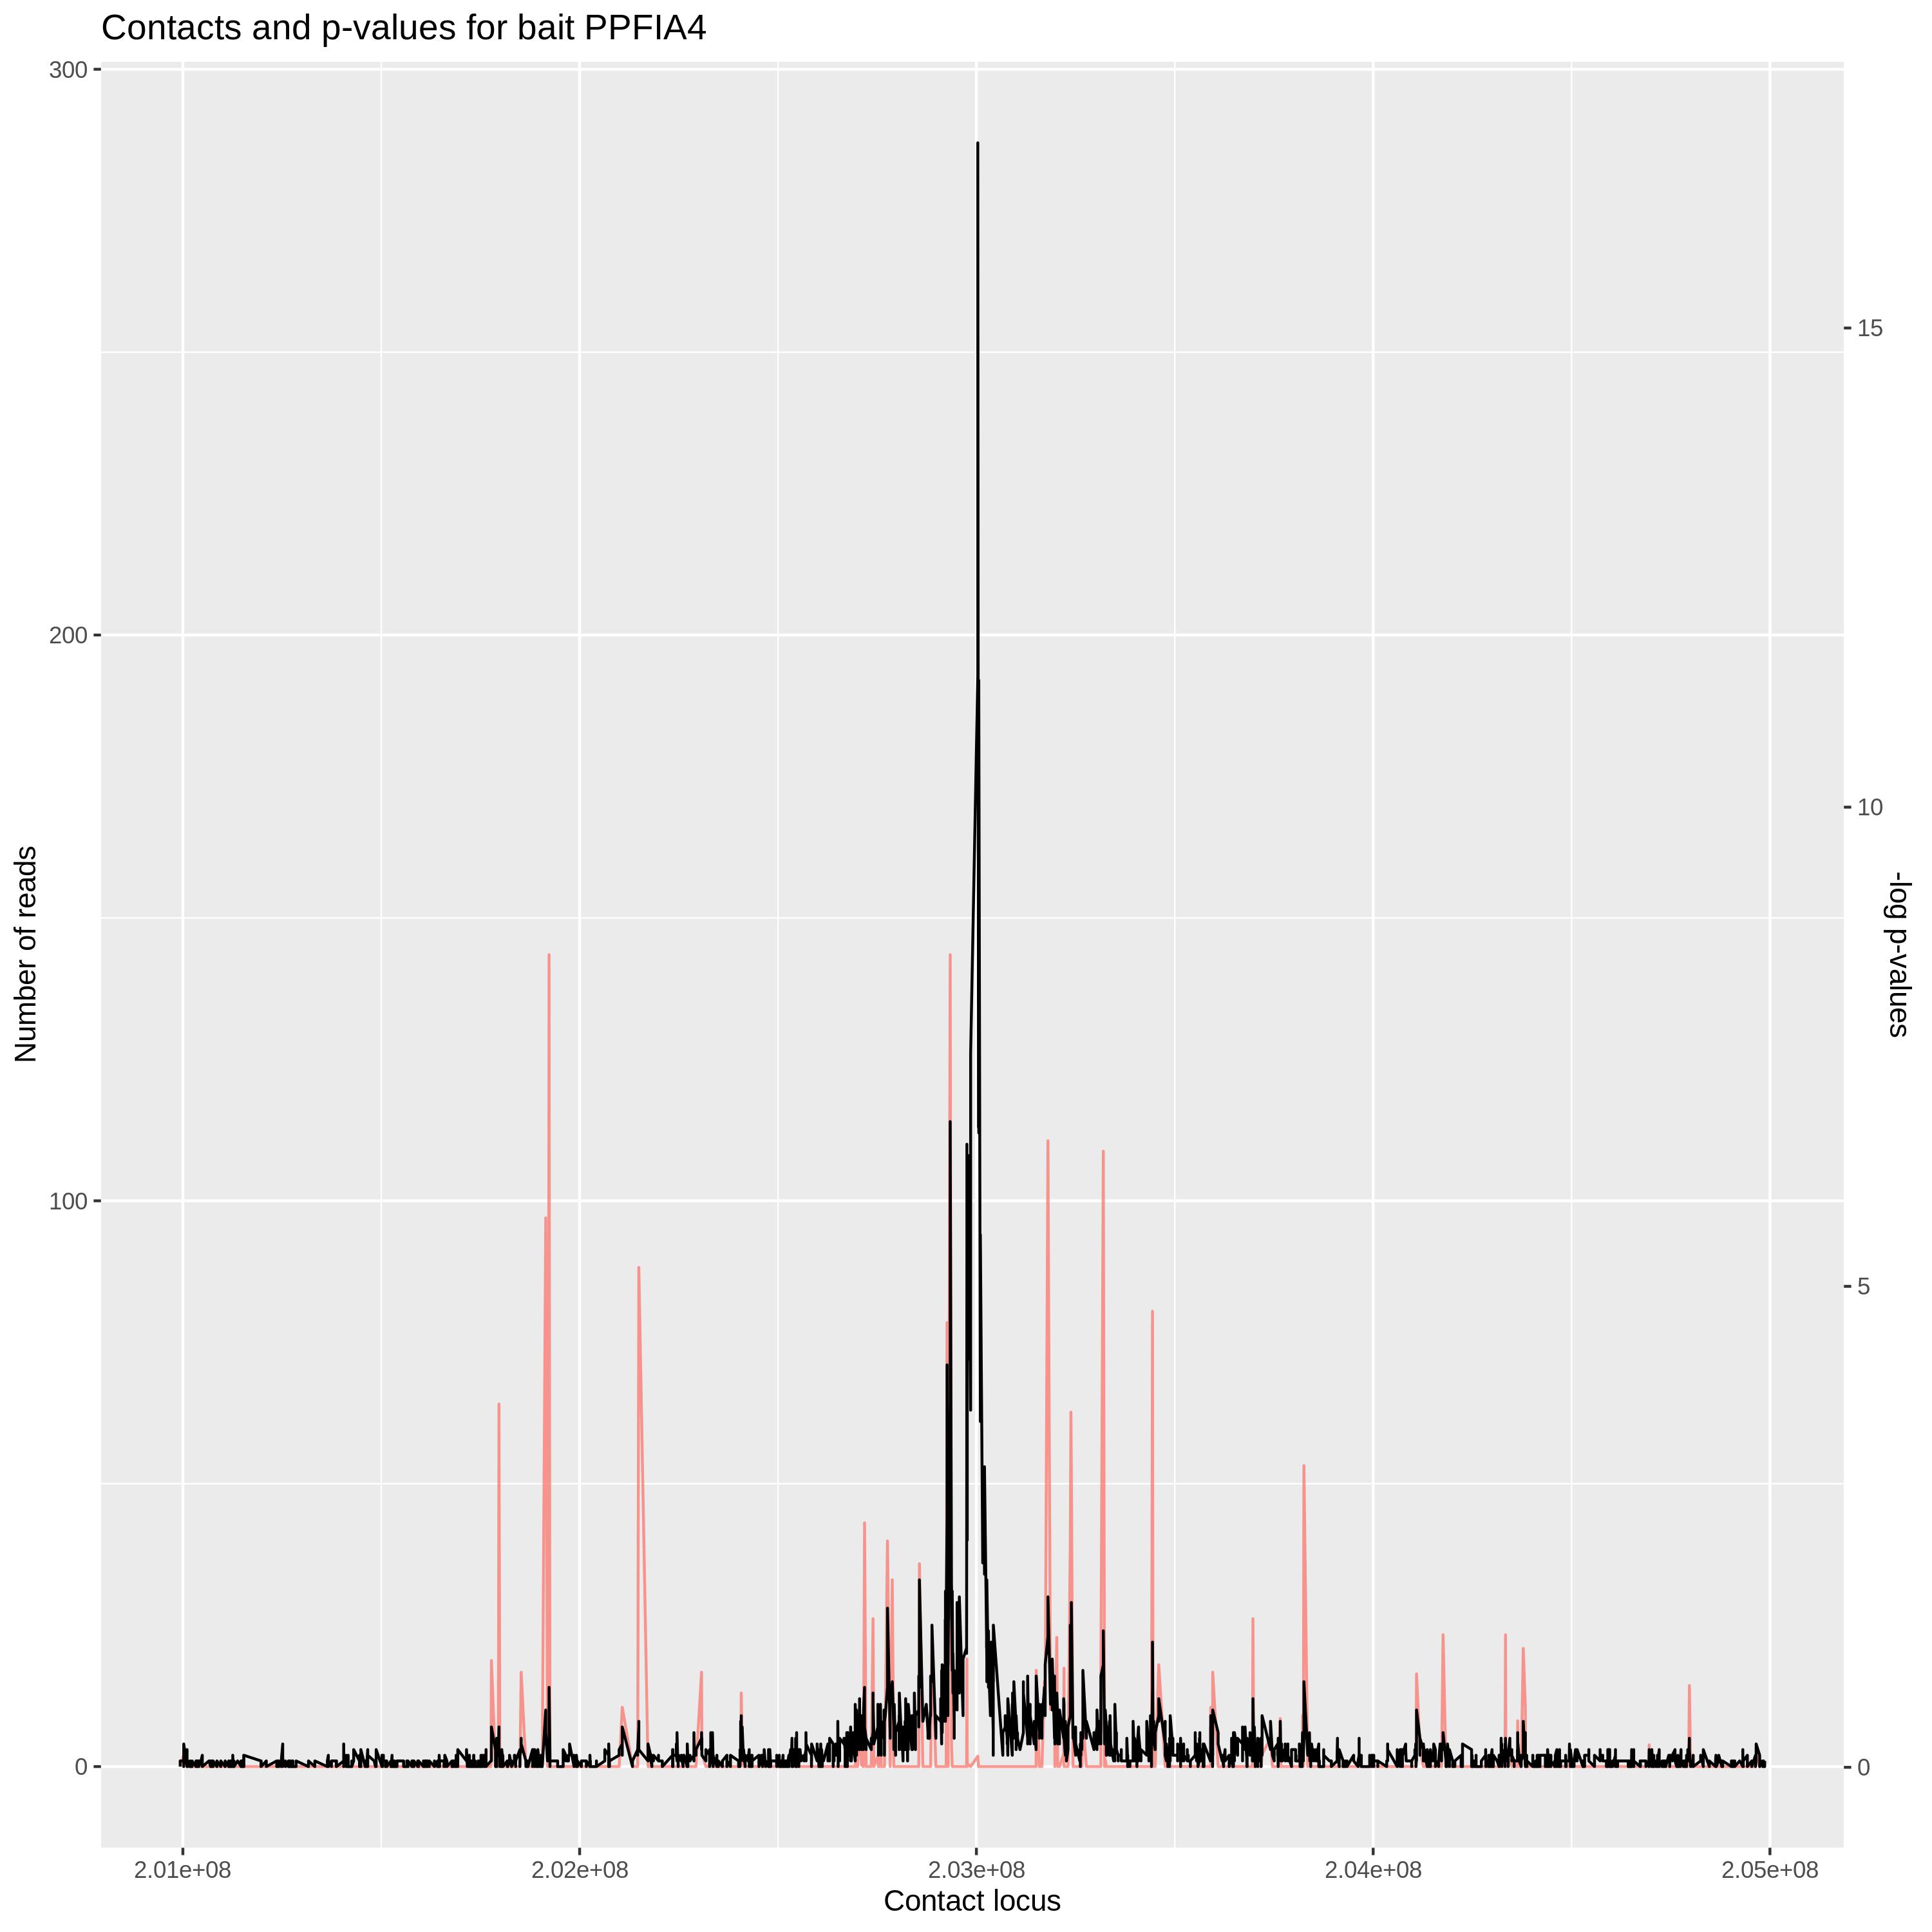 Contacts and p-values for bait PPFIA4
300
200
100
0
Number of reads
15
10
5
0
-log p-values
2.01e+08 2.02e+08 2.03e+08 2.04e+08 2.05e+08
Contact locus